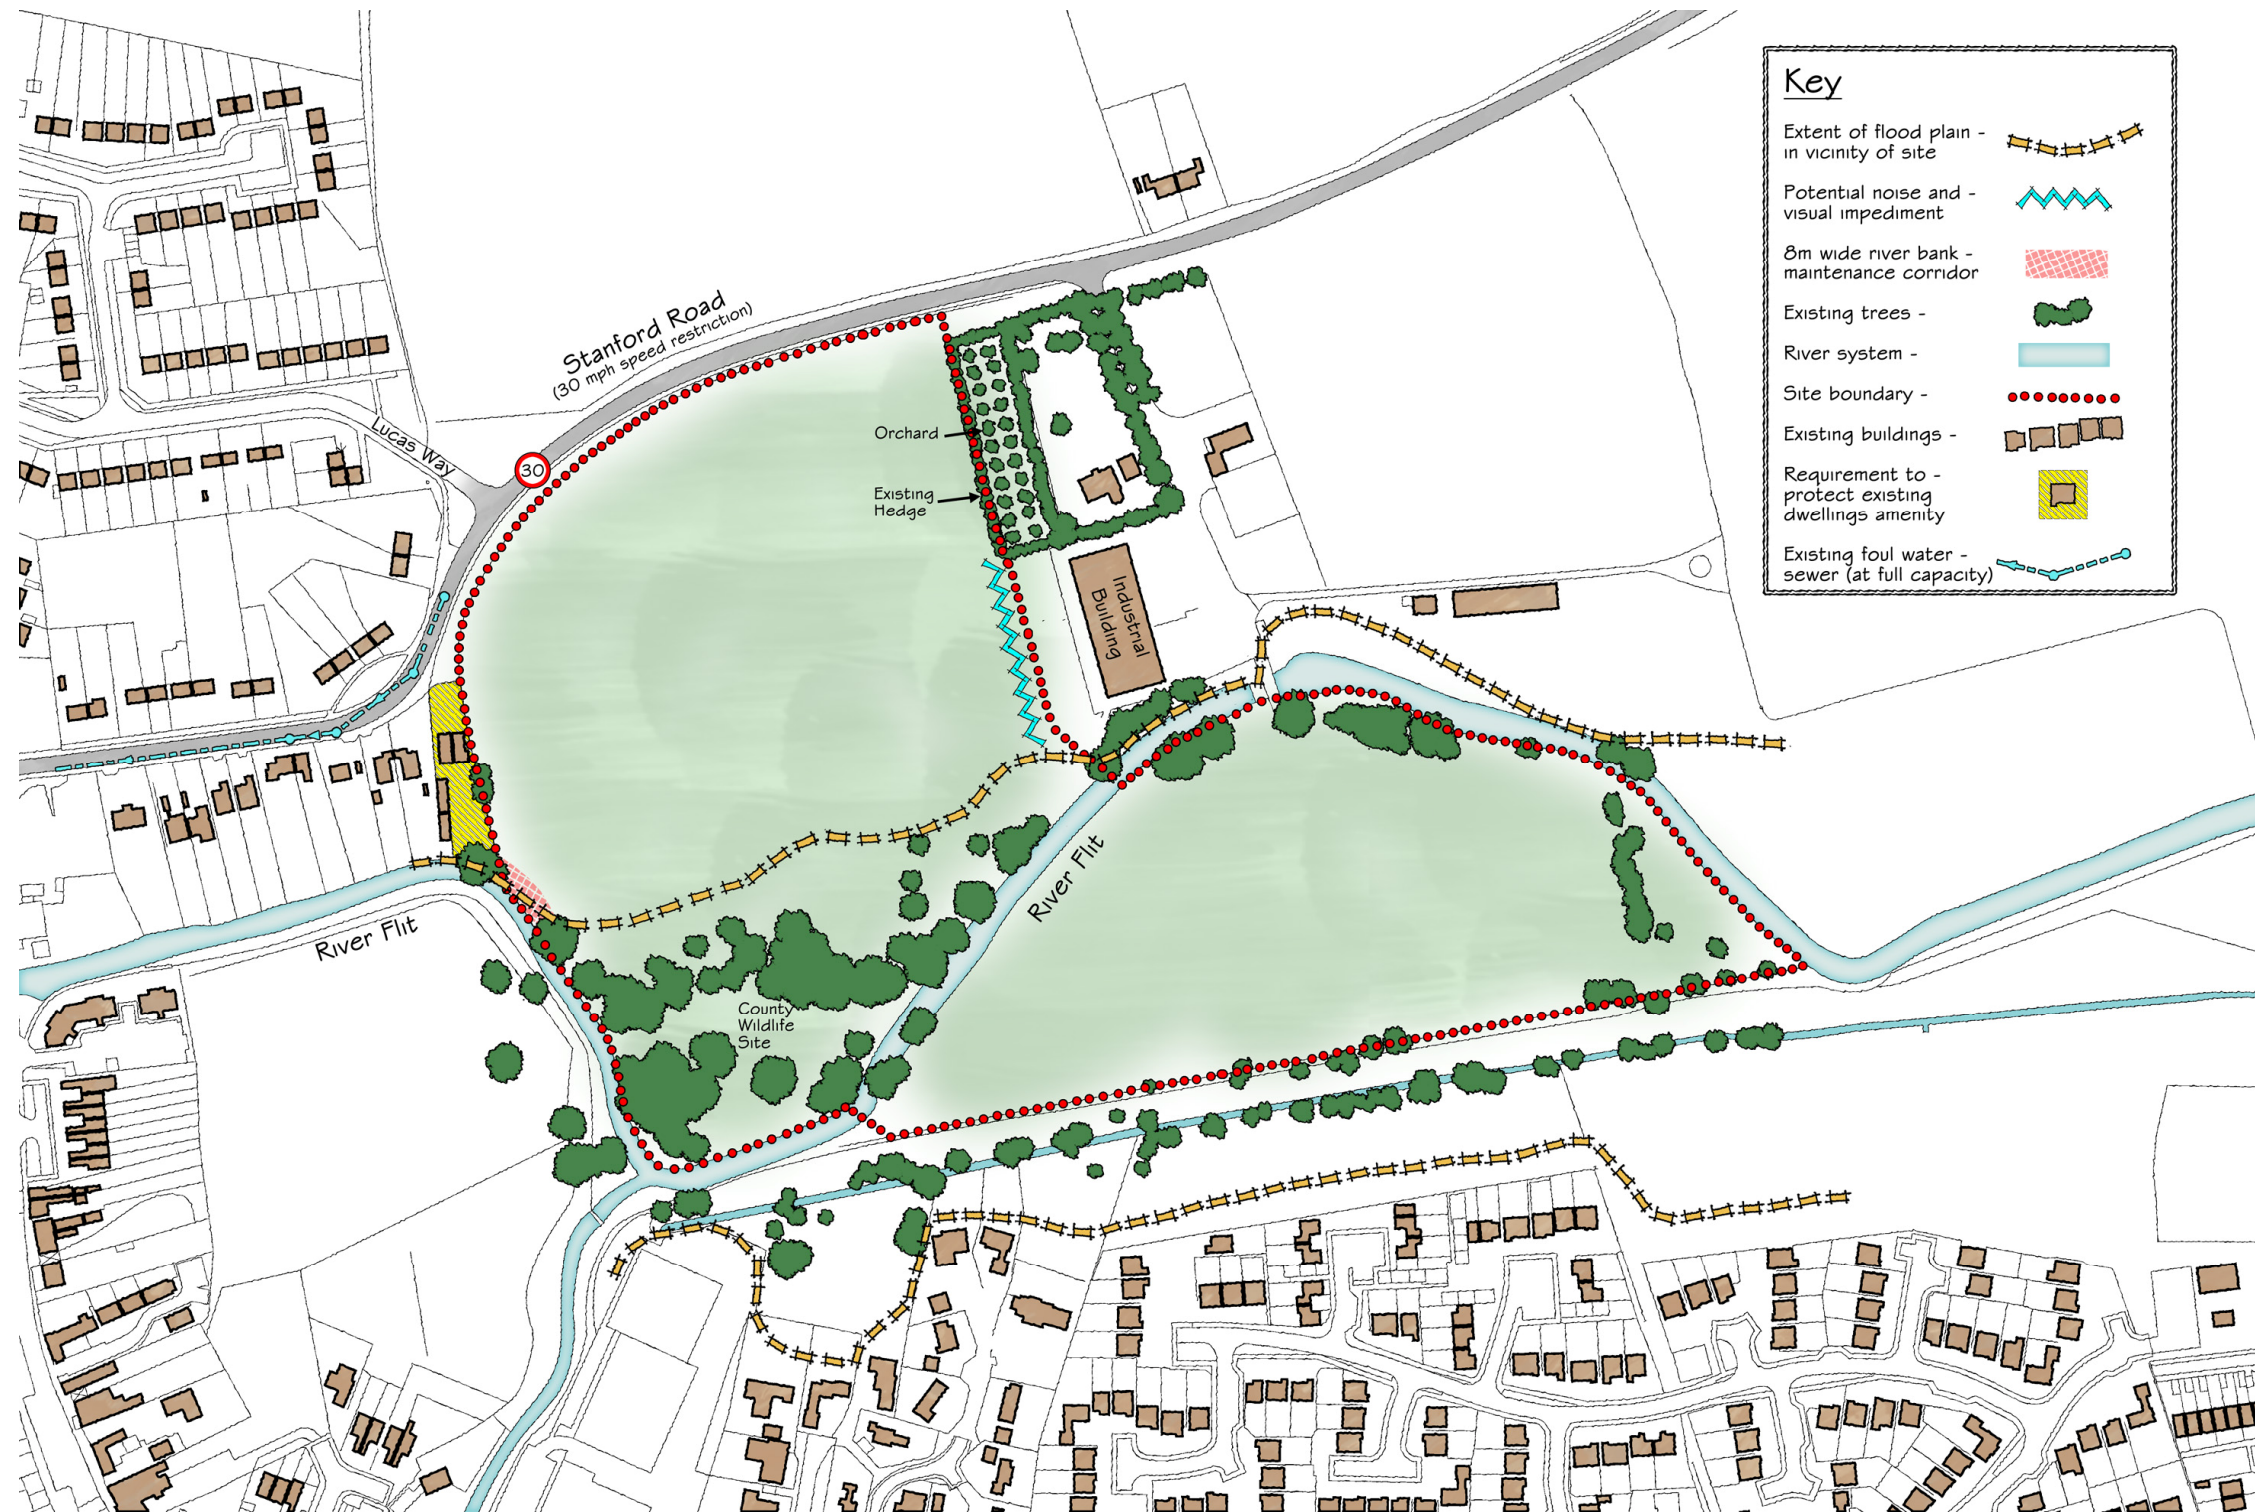 Key
Extent of flood plain -
in vicinity of site
Potential noise and -
visual impediment
8m wide river bank -
maintenance corridor
Existing trees -
River system -
Site boundary -
Existing buildings -
Requirement to -
protect existing
dwellings amenity
Existing foul water -
sewer (at full capacity)
Stanford Road
(30 mph speed restriction)
Lucas Way
30
Orchard
Existing
Hedge
Industrial
Building
River Flit
River Flit
County
Wildlife
Site